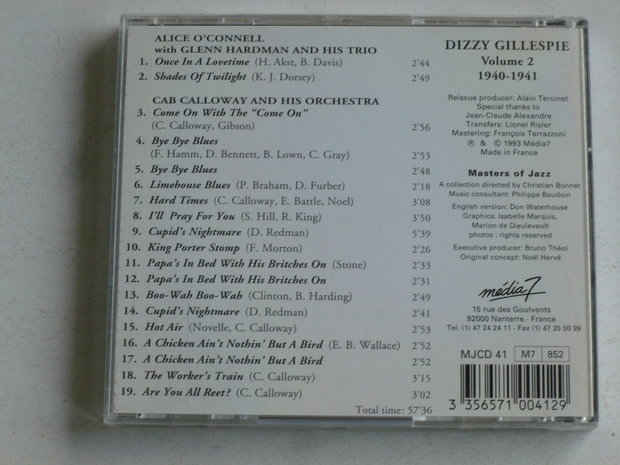 ALICE O'CONNELL
with GLENN HARDMAN AND HIS TRIO
1. Once In A Lovetime (H. Akst, B. Davis) 2'44
2. Shades Of Twilight (K. J. Dorsey) 2'49
CAB CALLOWAY AND HIS ORCHESTRA
3. Come On With The "Come On"
(C. Calloway, Gibson) 2'56
4. Bye Bye Blues
(F. Hamm, D. Bennett, B. Lown, C. Gray) 2'53
5. Bye Bye Blues 2'48
6. Limehouse Blues (P. Braham, D. Furber) 2'18
7. Hard Times (C. Calloway, E. Battle, Noel) 3'08
8. I'll Pray For You (S. Hill, R. King) 3'50
9. Cupid's Nightmare (D. Redman) 5'39
10. King Porter Stomp (F. Morton) 2'26
11. Papa's In Bed With His Britches On (Stone) 2'33
12. Papa's In Bed With His Britches On 2'31
13. Boo-Wah Boo-Wah (Clinton, B. Harding) 2'49
14. Cupid's Nightmare (D. Redman) 2'41
15. Hot Air (Novelle, C. Calloway) 2'53
16. A Chicken Ain't Nothin' But A Bird (E. B. Wallace) 2'52
17. A Chicken Ain't Nothin' But A Bird 2'52
18. The Worker's Train (C. Calloway) 3'15
19. Are You All Reet? (C. Calloway) 3'02
Total time: 57'36
DIZZY GILLESPIE
Volume 2
1940-1941
Reissue producer: Alain Tercinet
Special thanks to
Jean-Claude Alexandre
Transfers: Lionel Risler
Mastering: François Terrazzoni
℗ & © 1993 Média7
Made in France
Masters of Jazz
A collection directed by Christian Bonnet
Music consultant: Philippe Baudoin
English version: Don Waterhouse
Graphics: Isabelle Marquis,
Marion de Dieuleveult
photos : rights reserved
Executive producer: Bruno Théol
Original concept: Noël Hervé
média 7
15 rue des Goulvents
92000 Nanterre - France
Tel. (1) 47 24 24 11 - Fax (1) 47 25 00 99
MJCD 41 M7 852
3 356571 004129